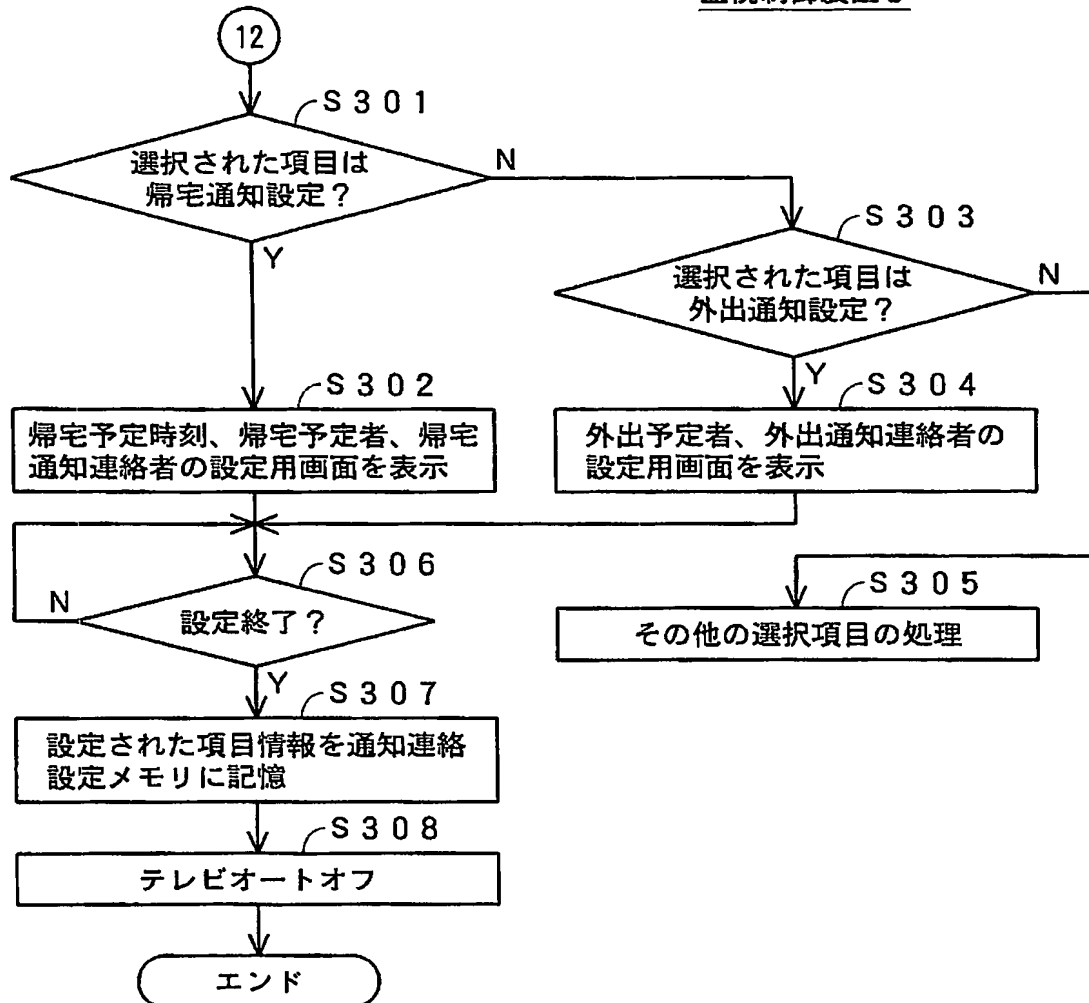 12
S301
選択された項目は
帰宅通知設定？
N
Y
S303
選択された項目は
外出通知設定？
N
Y
S302
帰宅予定時刻、帰宅予定者、帰宅
通知連絡者の設定用画面を表示
S304
外出予定者、外出通知連絡者の
設定用画面を表示
S306
設定終了？
N
Y
S305
その他の選択項目の処理
S307
設定された項目情報を通知連絡
設定メモリに記憶
S308
テレビオートオフ
エンド